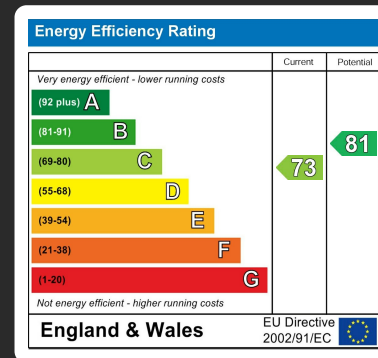 Energy Efficiency Rating
Current Potential
Very energy efficient - lower running costs
(92 plus) A
(81-91) B
81
(69-80) C
73
(55-68) D
(39-54) E
(21-38) F
(1-20) G
Not energy efficient - higher running costs
England & Wales
EU Directive
2002/91/EC